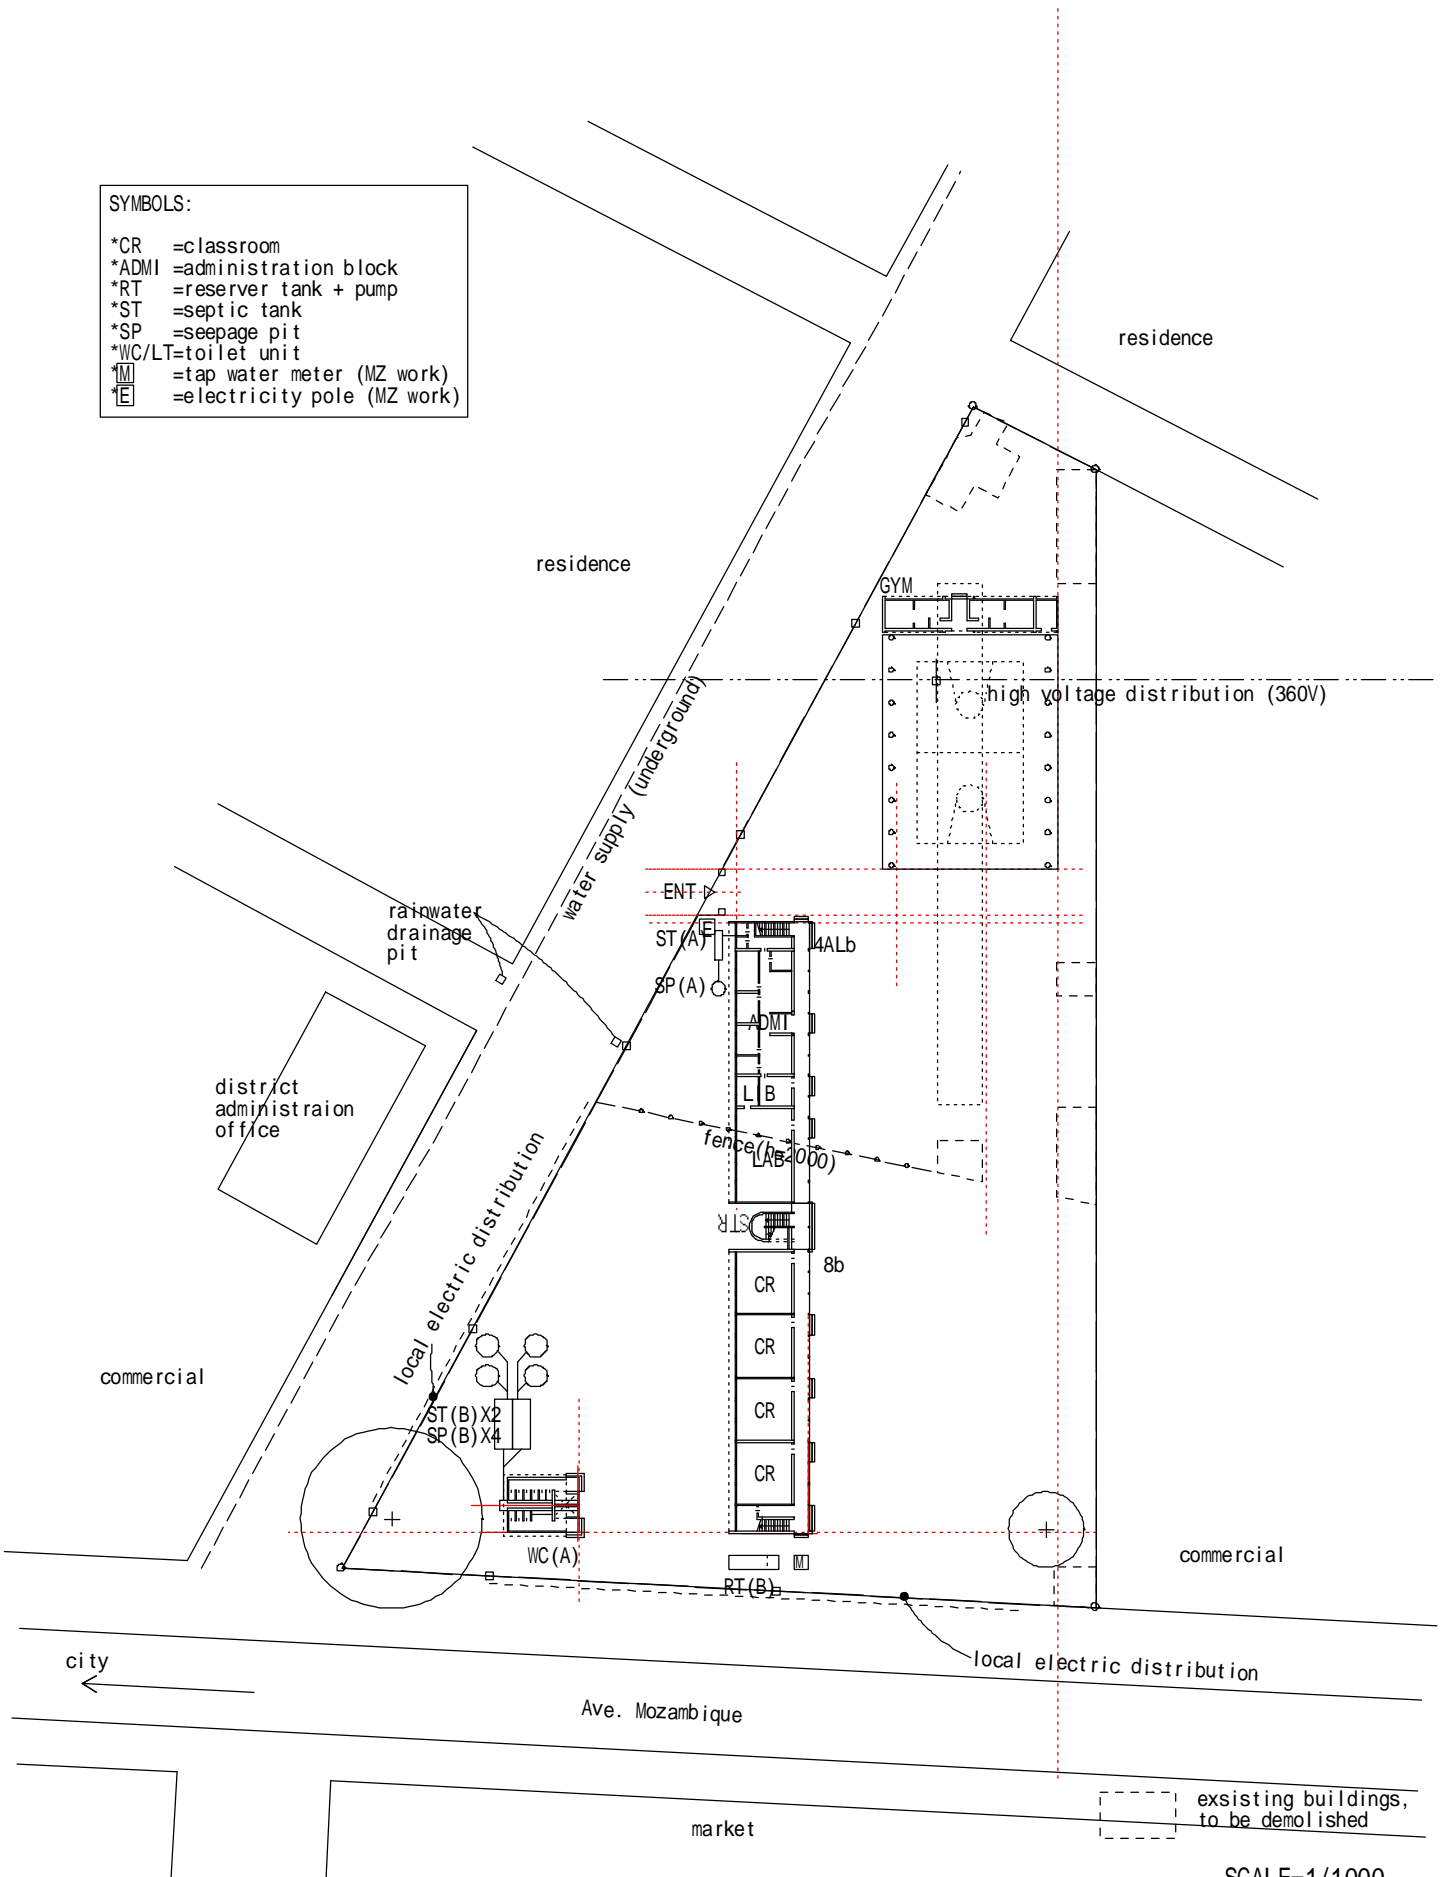 SYMBOLS:
*CR =classroom
*ADMI =administration block
*RT =reserver tank + pump
*ST =septic tank
*SP =seepage pit
*WC/LT=toilet unit
*M =tap water meter (MZ work)
*E =electricity pole (MZ work)
residence
residence
GYM
high voltage distribution (360V)
water supply (underground)
ENT
rainwater
drainage
pit
E
ST(A)
4ALb
SP(A)
ADMI
district
administraion
office
LIB
fence(h=2000)
LAB
local electric distribution
STR
8b
CR
CR
commercial
CR
ST(B)X2
SP(B)X4
CR
WC(A)
M
commercial
RT(B)
city
local electric distribution
Ave. Mozambique
exsisting buildings,
to be demolished
market
SCALE=1/1000